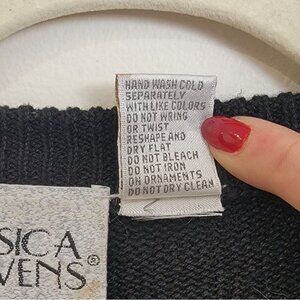 HAND WASH COLD
SEPARATELY
WITH LIKE COLORS
DO NOT WRING
OR TWIST
RESHAPE AND
DRY FLAT
DO NOT BLEACH
DO NOT IRON
ON ORNAMENTS
DO NOT DRY CLEAN
SICA
VENS®